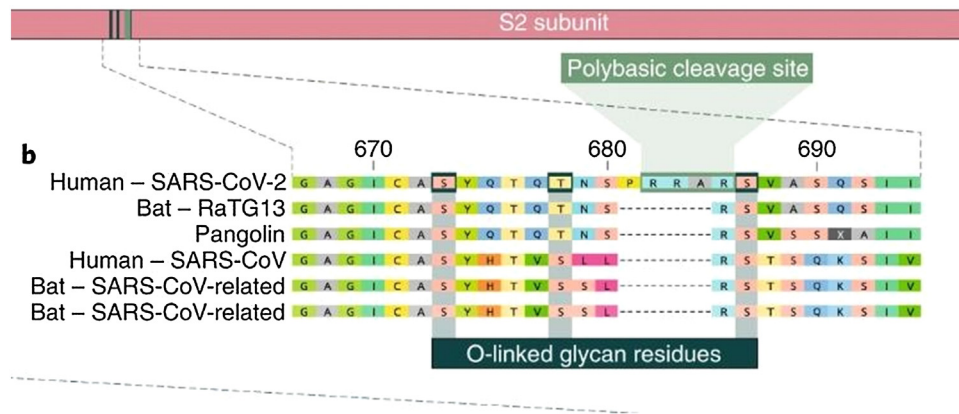 S2 subunit
Polybasic cleavage site
b
670 680 690
Human – SARS-CoV-2 G A G I C A S Y Q T Q T N S P R R A R S V A S Q S I I
Bat – RaTG13 G A G I C A S Y Q T Q T N S - - - - R S V A S Q S I I
Pangolin G A G I C A S Y Q T Q T N S - - - - R S V S S X A I I
Human – SARS-CoV G A G I C A S Y H T V S L L - - - - R S T S Q K S I V
Bat – SARS-CoV-related G A G I C A S Y H T V S S L - - - - R S T S Q K S I V
Bat – SARS-CoV-related G A G I C A S Y H T V S S L - - - - R S T S Q K S I V
O-linked glycan residues